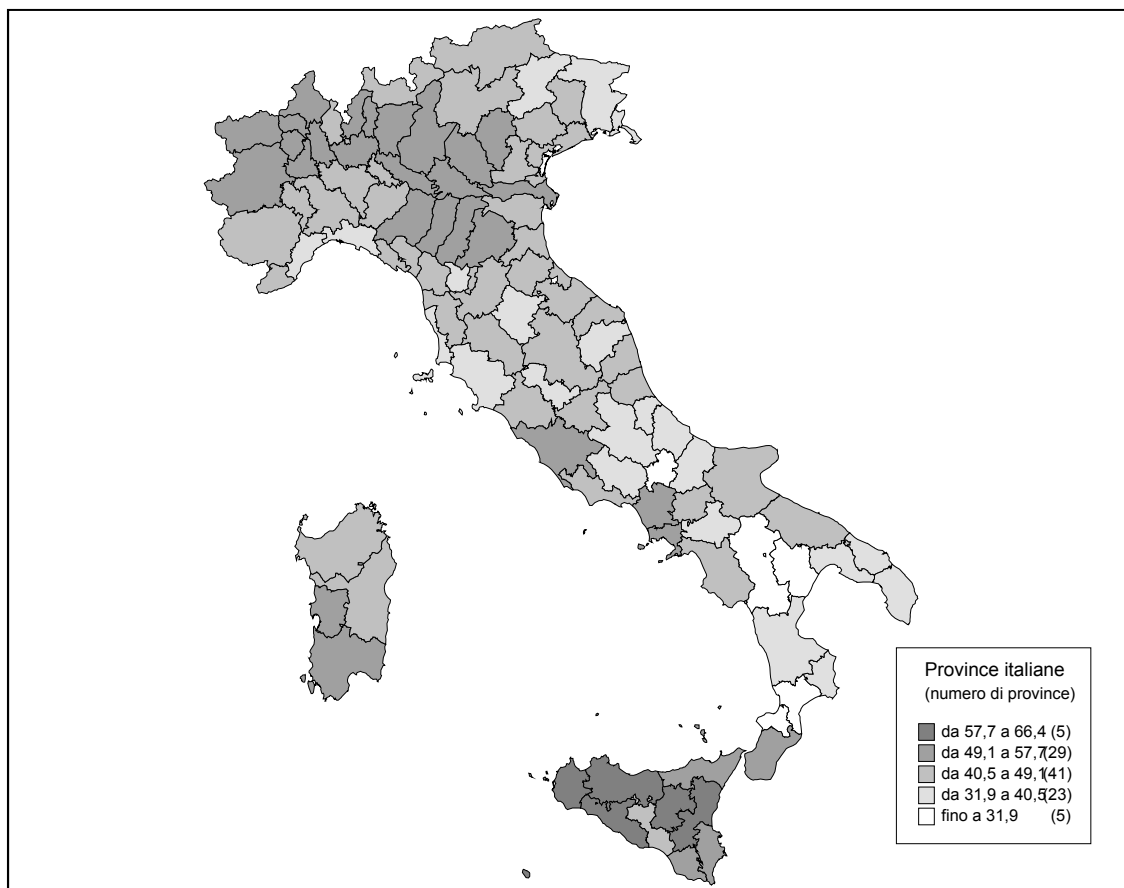 Province italiane
(numero di province)
da 57,7 a 66,4 (5)
da 49,1 a 57,7(29)
da 40,5 a 49,1(41)
da 31,9 a 40,5(23)
fino a 31,9 (5)